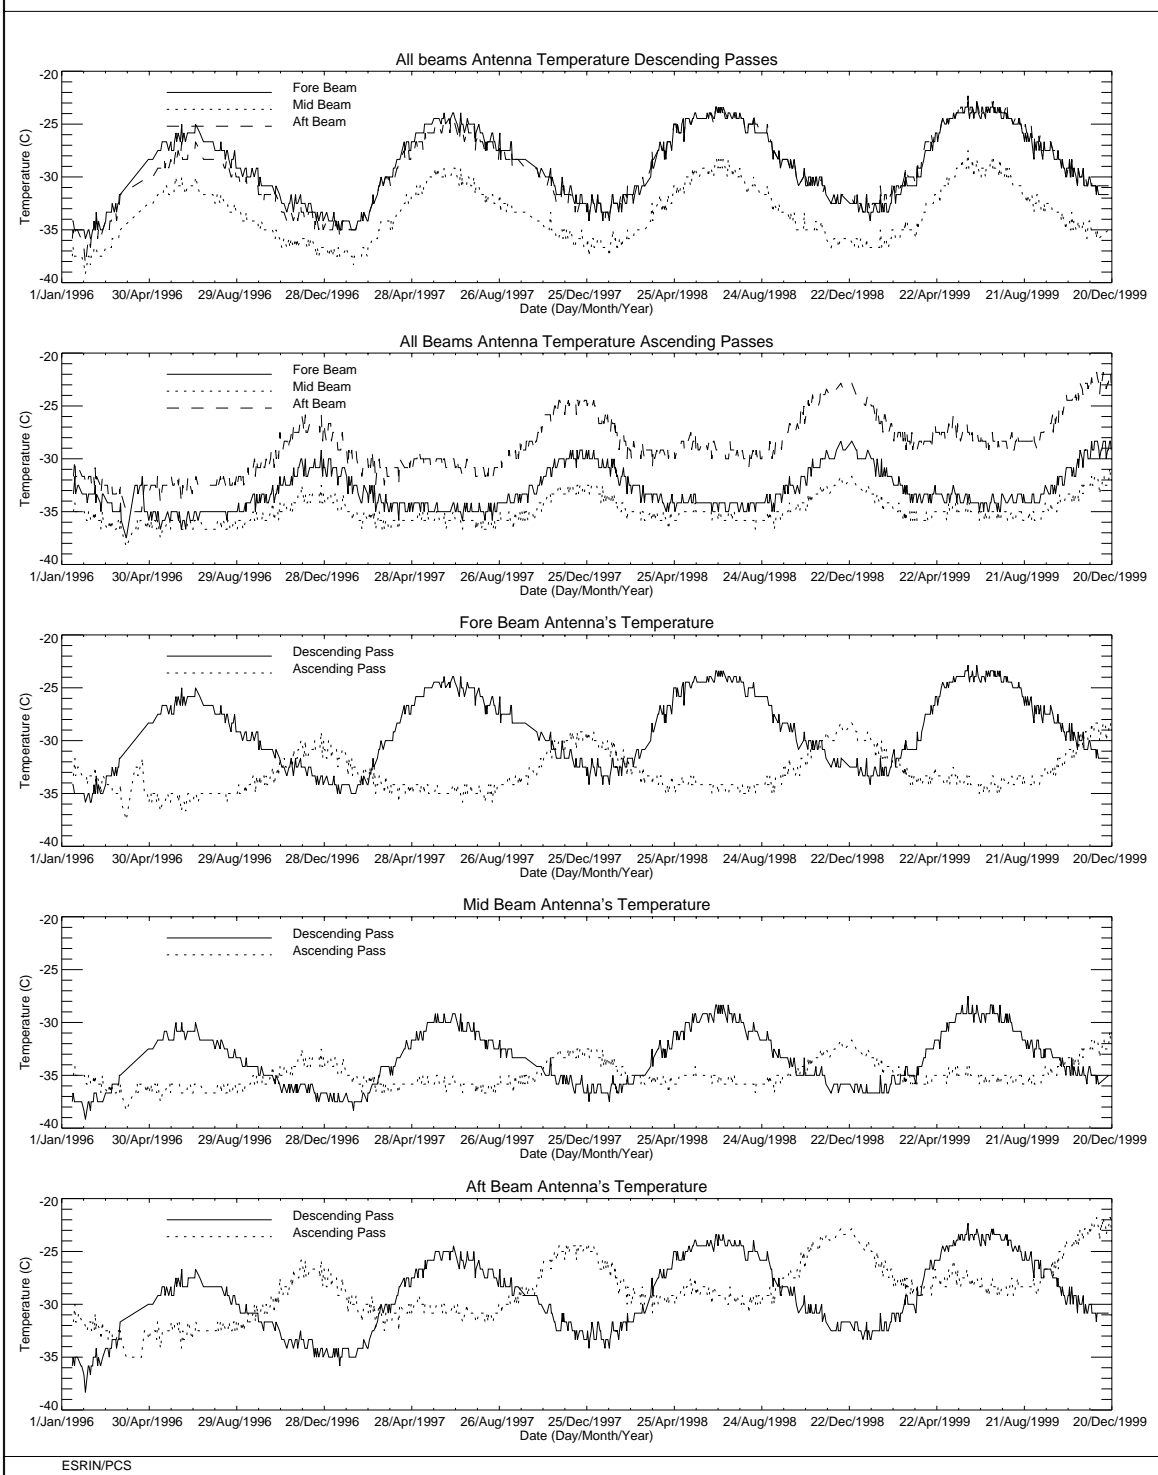 All beams Antenna Temperature Descending Passes
-20
-25
-30
-35
-40
Temperature (C)
Fore Beam
Mid Beam
Aft Beam
1/Jan/1996 30/Apr/1996 29/Aug/1996 28/Dec/1996 28/Apr/1997 26/Aug/1997 25/Dec/1997 25/Apr/1998 24/Aug/1998 22/Dec/1998 22/Apr/1999 21/Aug/1999 20/Dec/1999
Date (Day/Month/Year)
All Beams Antenna Temperature Ascending Passes
-20
-25
-30
-35
-40
Temperature (C)
Fore Beam
Mid Beam
Aft Beam
1/Jan/1996 30/Apr/1996 29/Aug/1996 28/Dec/1996 28/Apr/1997 26/Aug/1997 25/Dec/1997 25/Apr/1998 24/Aug/1998 22/Dec/1998 22/Apr/1999 21/Aug/1999 20/Dec/1999
Date (Day/Month/Year)
Fore Beam Antenna's Temperature
-20
-25
-30
-35
-40
Temperature (C)
Descending Pass
Ascending Pass
1/Jan/1996 30/Apr/1996 29/Aug/1996 28/Dec/1996 28/Apr/1997 26/Aug/1997 25/Dec/1997 25/Apr/1998 24/Aug/1998 22/Dec/1998 22/Apr/1999 21/Aug/1999 20/Dec/1999
Date (Day/Month/Year)
Mid Beam Antenna's Temperature
-20
-25
-30
-35
-40
Temperature (C)
Descending Pass
Ascending Pass
1/Jan/1996 30/Apr/1996 29/Aug/1996 28/Dec/1996 28/Apr/1997 26/Aug/1997 25/Dec/1997 25/Apr/1998 24/Aug/1998 22/Dec/1998 22/Apr/1999 21/Aug/1999 20/Dec/1999
Date (Day/Month/Year)
Aft Beam Antenna's Temperature
-20
-25
-30
-35
-40
Temperature (C)
Descending Pass
Ascending Pass
1/Jan/1996 30/Apr/1996 29/Aug/1996 28/Dec/1996 28/Apr/1997 26/Aug/1997 25/Dec/1997 25/Apr/1998 24/Aug/1998 22/Dec/1998 22/Apr/1999 21/Aug/1999 20/Dec/1999
Date (Day/Month/Year)
ESRIN/PCS